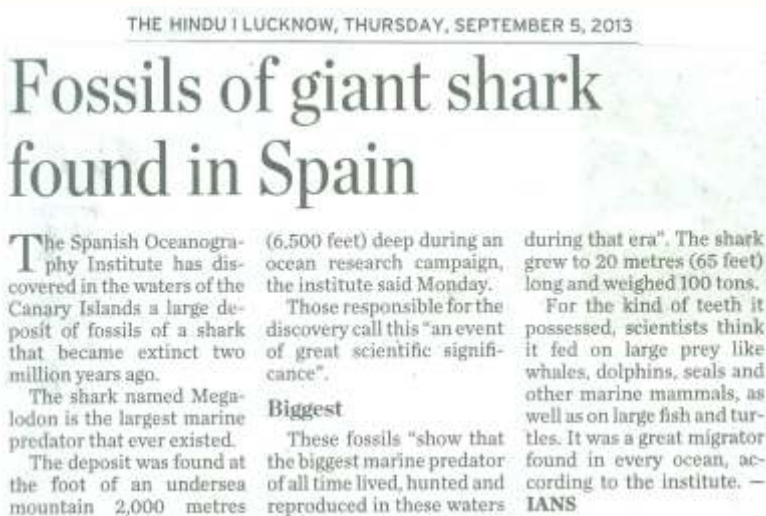 THE HINDU I LUCKNOW, THURSDAY, SEPTEMBER 5, 2013
Fossils of giant shark
found in Spain
The Spanish Oceanogra-
phy Institute has dis-
covered in the waters of the
Canary Islands a large de-
posit of fossils of a shark
that became extinct two
million years ago.
The shark named Mega-
lodon is the largest marine
predator that ever existed.
The deposit was found at
the foot of an undersea
mountain 2,000 metres
(6,500 feet) deep during an
ocean research campaign,
the institute said Monday.
Those responsible for the
discovery call this "an event
of great scientific signifi-
cance".
Biggest
These fossils "show that
the biggest marine predator
of all time lived, hunted and
reproduced in these waters
during that era". The shark
grew to 20 metres (65 feet)
long and weighed 100 tons.
For the kind of teeth it
possessed, scientists think
it fed on large prey like
whales, dolphins, seals and
other marine mammals, as
well as on large fish and tur-
tles. It was a great migrator
found in every ocean, ac-
cording to the institute. —
IANS